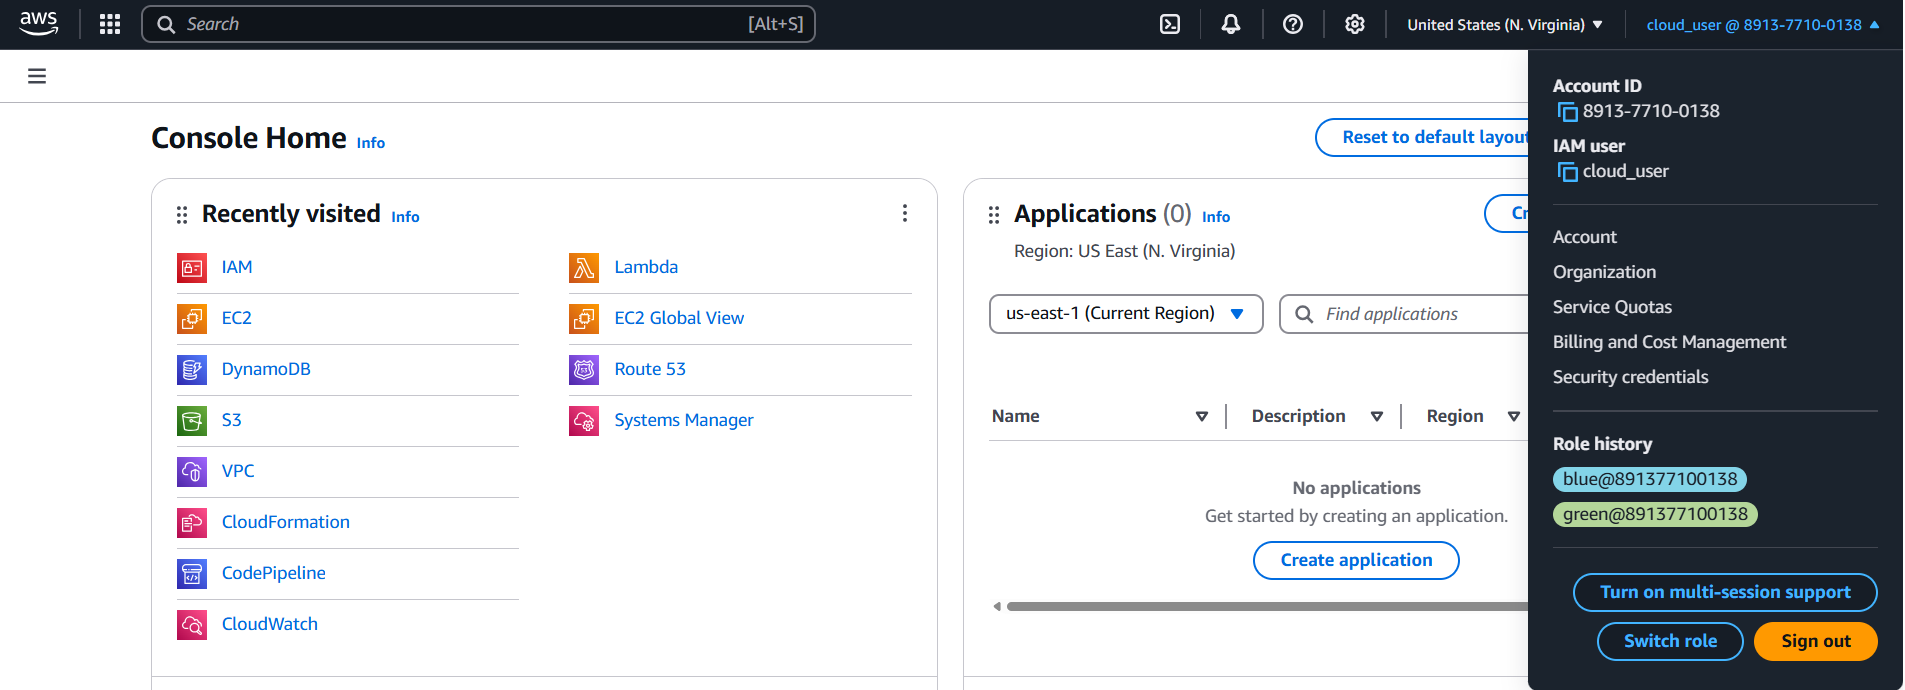 aws
Search [Alt+S]
United States (N. Virginia)
cloud_user @ 8913-7710-0138
Console Home Info
Reset to default layout
Recently visited Info
IAM
EC2
DynamoDB
S3
VPC
CloudFormation
CodePipeline
CloudWatch
Lambda
EC2 Global View
Route 53
Systems Manager
Applications (0) Info
Cr
Region: US East (N. Virginia)
us-east-1 (Current Region)
Find applications
Name Description Region
No applications
Get started by creating an application.
Create application
Account ID
8913-7710-0138
IAM user
cloud_user
Account
Organization
Service Quotas
Billing and Cost Management
Security credentials
Role history
blue@891377100138
green@891377100138
Turn on multi-session support
Switch role
Sign out